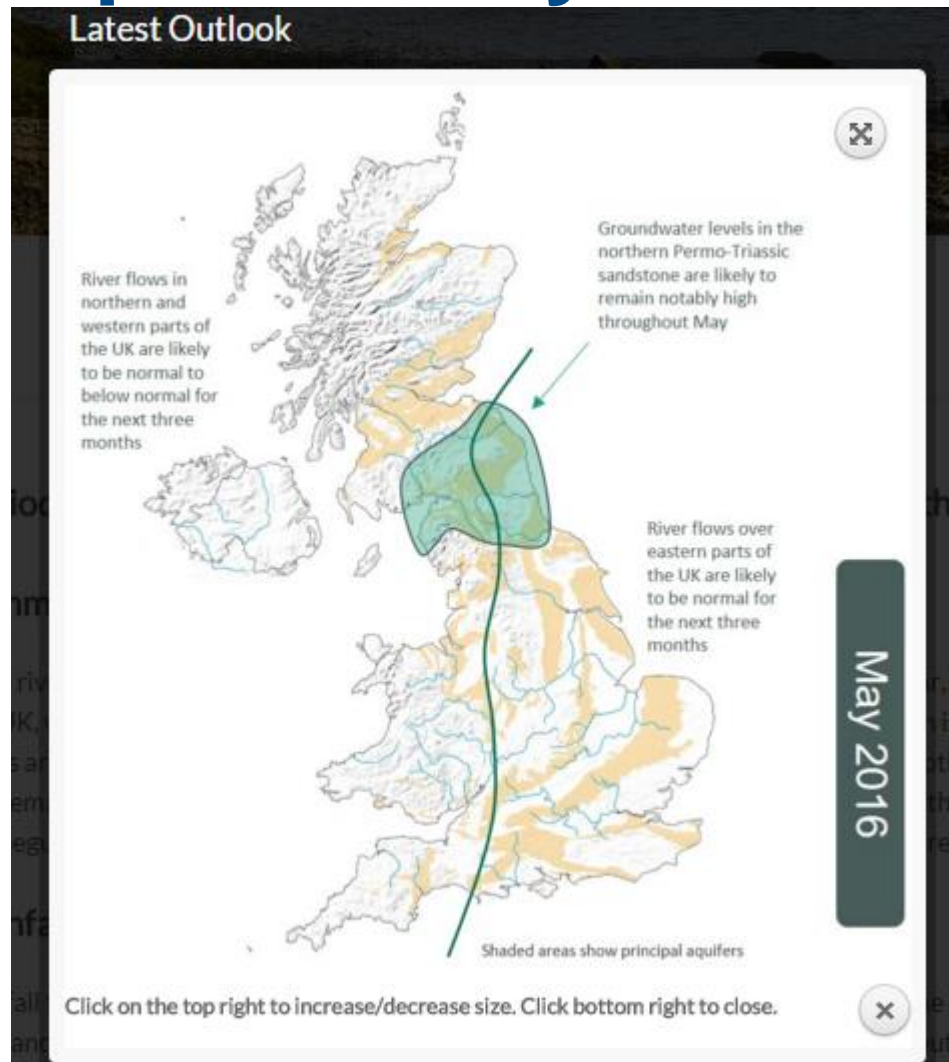 Latest Outlook
Groundwater levels in the
northern Permo-Triassic
sandstone are likely to
remain notably high
throughout May
River flows in
northern and
western parts of
the UK are likely
to be normal to
below normal for
the next three
months
River flows over
eastern parts of
the UK are likely
to be normal for
the next three
months
May 2016
Shaded areas show principal aquifers
Click on the top right to increase/decrease size. Click bottom right to close.